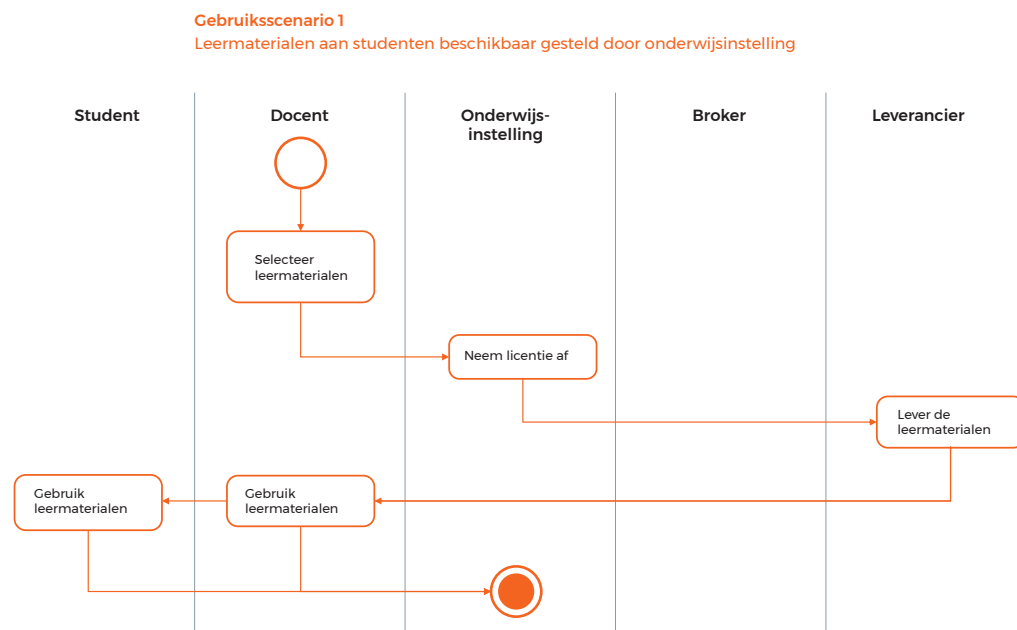 Gebruiksscenario 1
Leermaterialen aan studenten beschikbaar gesteld door onderwijsinstelling
Student
Docent
Onderwijs-
instelling
Broker
Leverancier
Selecteer
leermaterialen
Neem licentie af
Lever de
leermaterialen
Gebruik
leermaterialen
Gebruik
leermaterialen